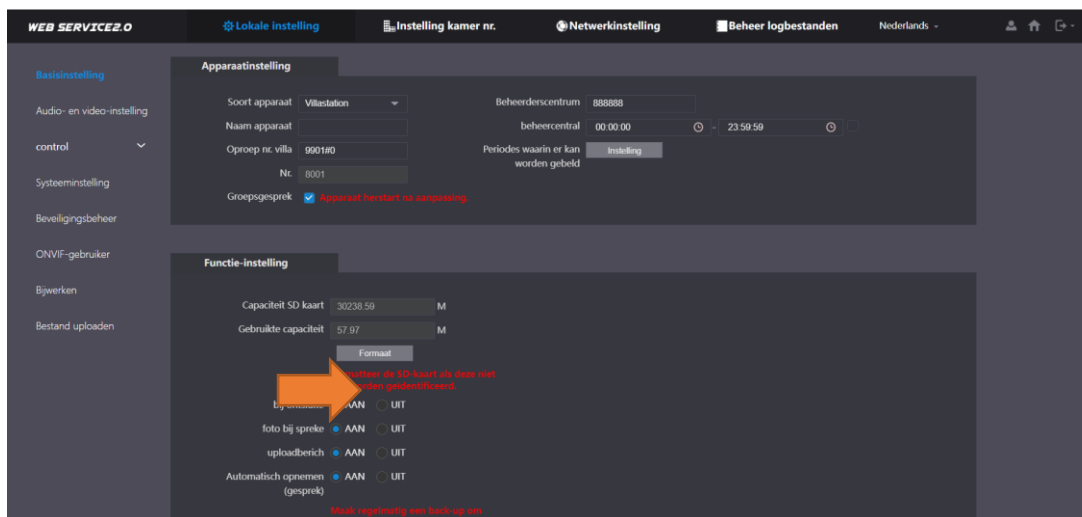 WEB SERVICE2.0
Lokale instelling
Instelling kamer nr.
Netwerkinstelling
Beheer logbestanden
Nederlands
Basisinstelling
Audio- en video-instelling
control
Systeeminstelling
Beveiligingsbeheer
ONVIF-gebruiker
Bijwerken
Bestand uploaden
Apparaatinstelling
Soort apparaat Villastation
Naam apparaat
Oproep nr. villa 9901#0
Nr. 8001
Groepsgesprek Apparaat herstart na aanpassing.
Beheerderscentrum 888888
beheercentral 00:00:00 - 23:59:59
Periodes waarin er kan Instelling
worden gebeld
Functie-instelling
Capaciteit SD kaart 30238.59 M
Gebruikte capaciteit 57.97 M
Formaat
de SD-kaart als deze niet
geïdentificeerd.
AAN UIT
foto bij spreke AAN UIT
uploadberich AAN UIT
Automatisch opnemen AAN UIT
(gesprek)
Maak regelmatig een back-up om